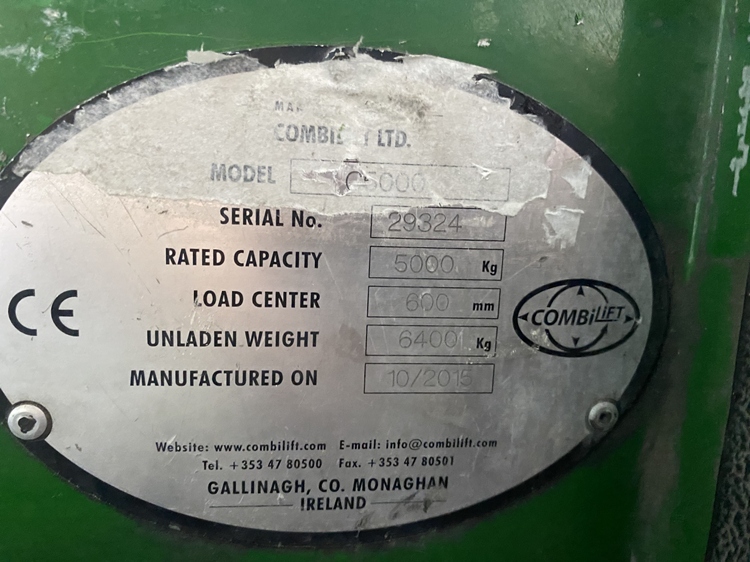 COMBILIFT LTD.
MODEL C5000
SERIAL No. 29324
RATED CAPACITY 5000 Kg
LOAD CENTER 600 mm
UNLADEN WEIGHT 6400 Kg
MANUFACTURED ON 10/2015
CE
COMBiLiFT
Website: www.combilift.com E-mail: info@combilift.com
Tel. +353 47 80500 Fax. +353 47 80501
GALLINAGH, CO. MONAGHAN
IRELAND